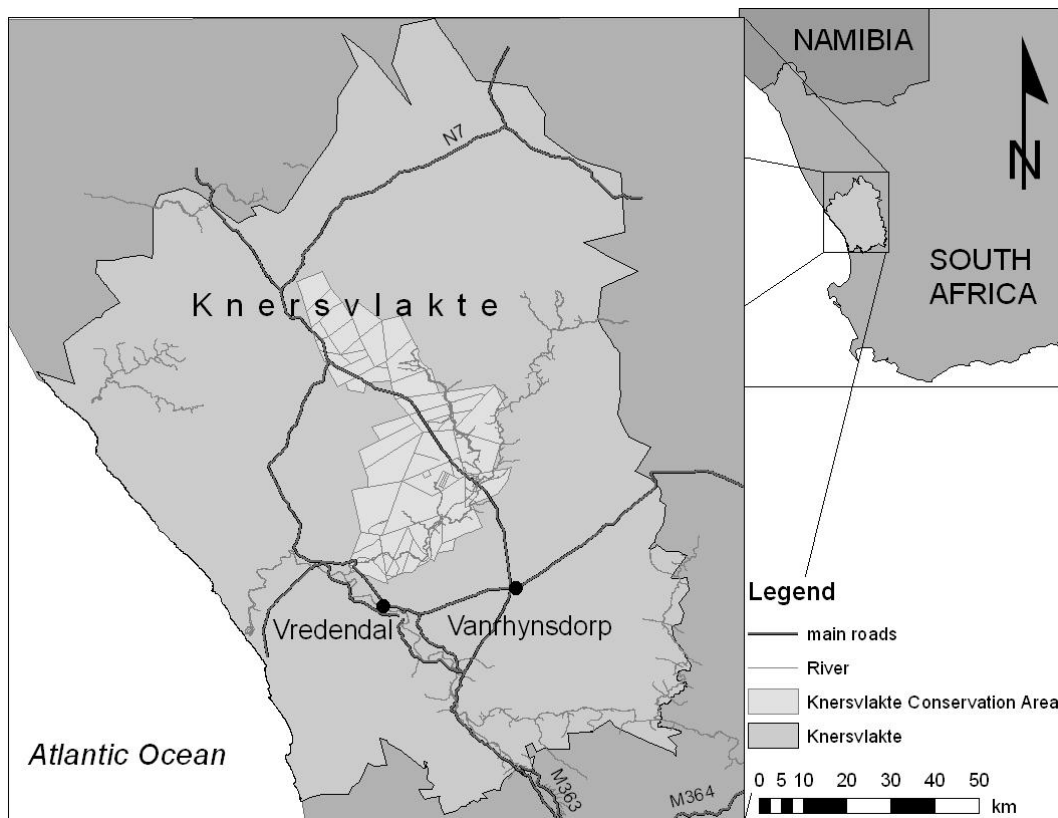 N7
Knersvlakte
Vredendal
Vanrhynsdorp
Atlantic Ocean
M363
M364
NAMIBIA
N
SOUTH
AFRICA
Legend
main roads
River
Knersvlakte Conservation Area
Knersvlakte
0 5 10 20 30 40 50
km